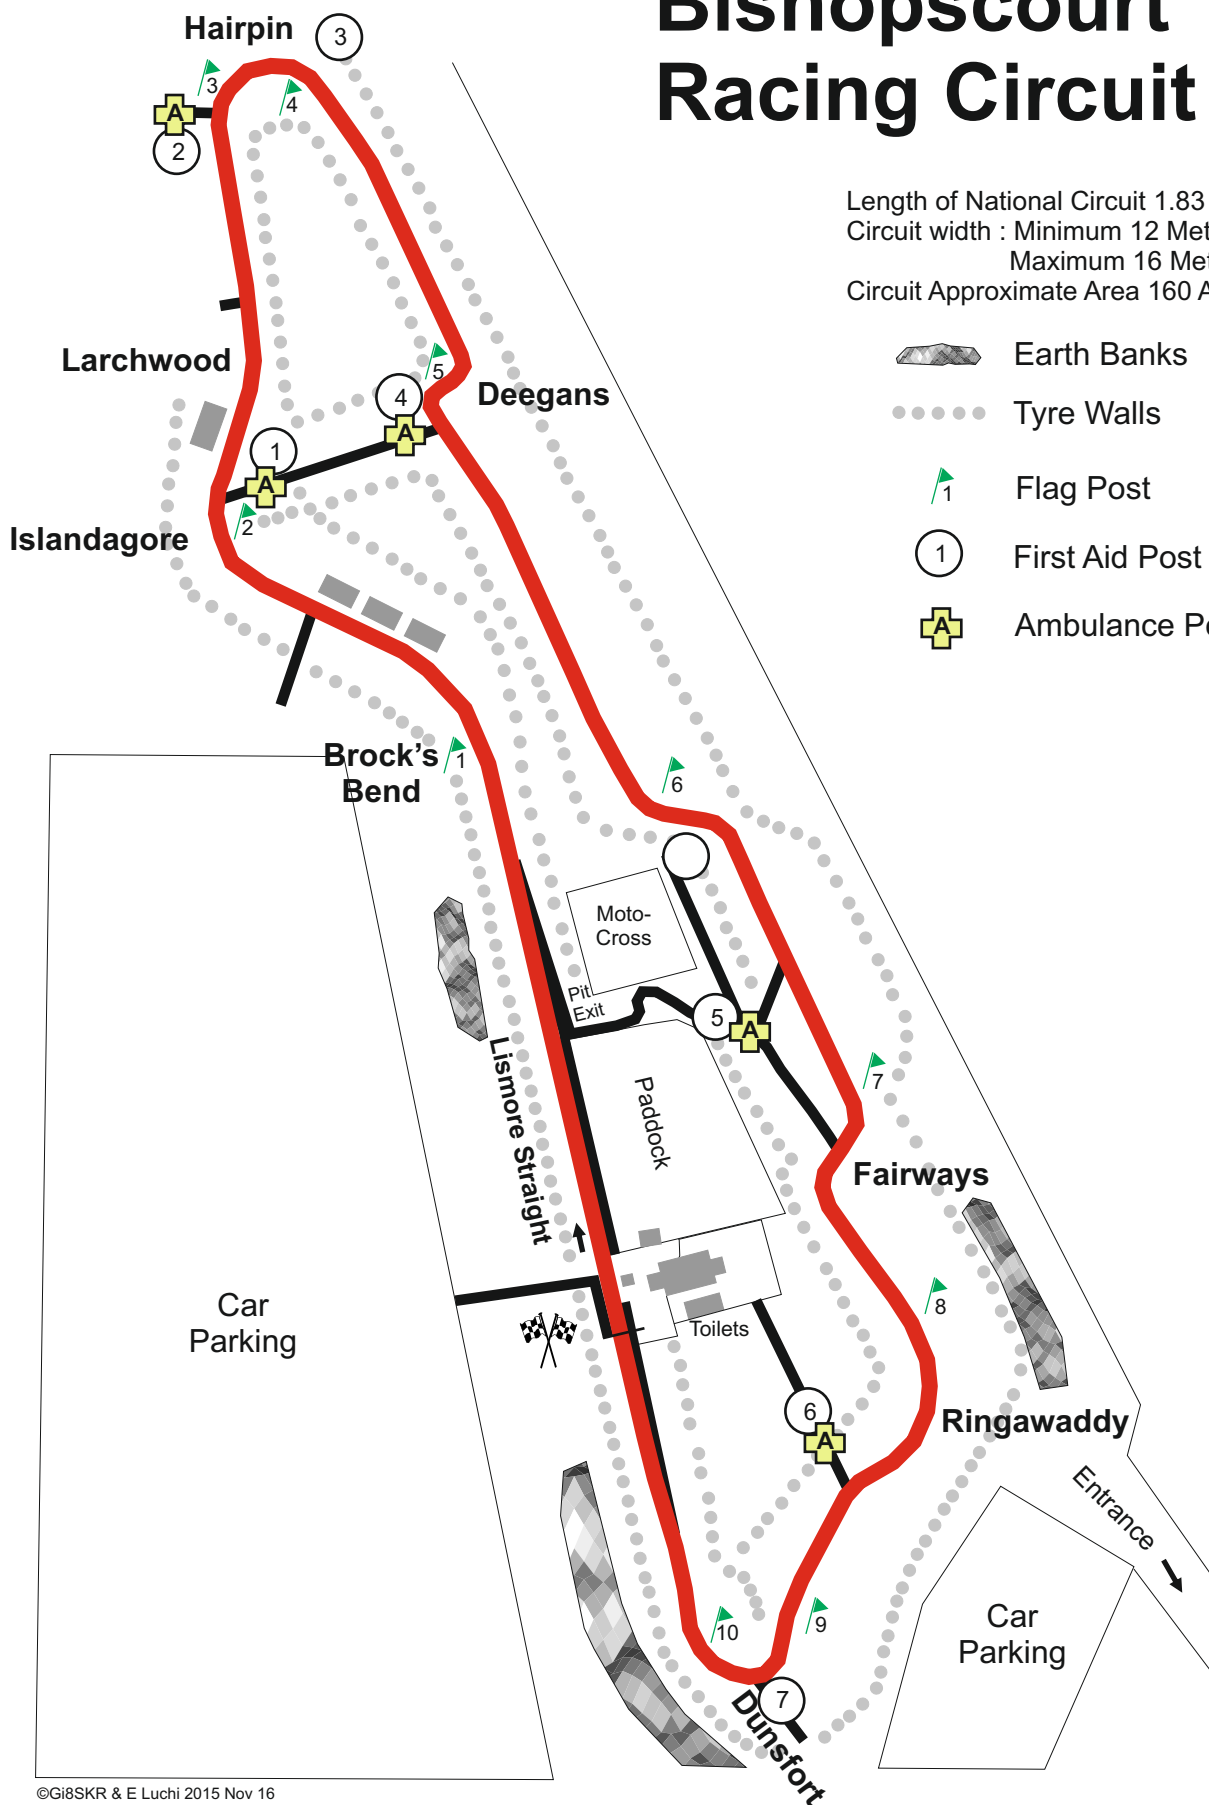 Bishopscourt
Racing Circuit
Length of National Circuit 1.83
Circuit width : Minimum 12 Met
Maximum 16 Met
Circuit Approximate Area 160 A
Earth Banks
Tyre Walls
1
Flag Post
1
First Aid Post
A
Ambulance Po
Hairpin
3
3
4
A
2
Larchwood
5
Deegans
4
A
1
A
2
Islandagore
Brock's
Bend
1
6
Moto-
Cross
Pit
Exit
5
A
7
Lismore Straight
Paddock
Fairways
8
Car
Parking
Toilets
6
A
Ringawaddy
Entrance
10
9
Car
Parking
7
Dunsfort
©Gi8SKR & E Luchi 2015 Nov 16